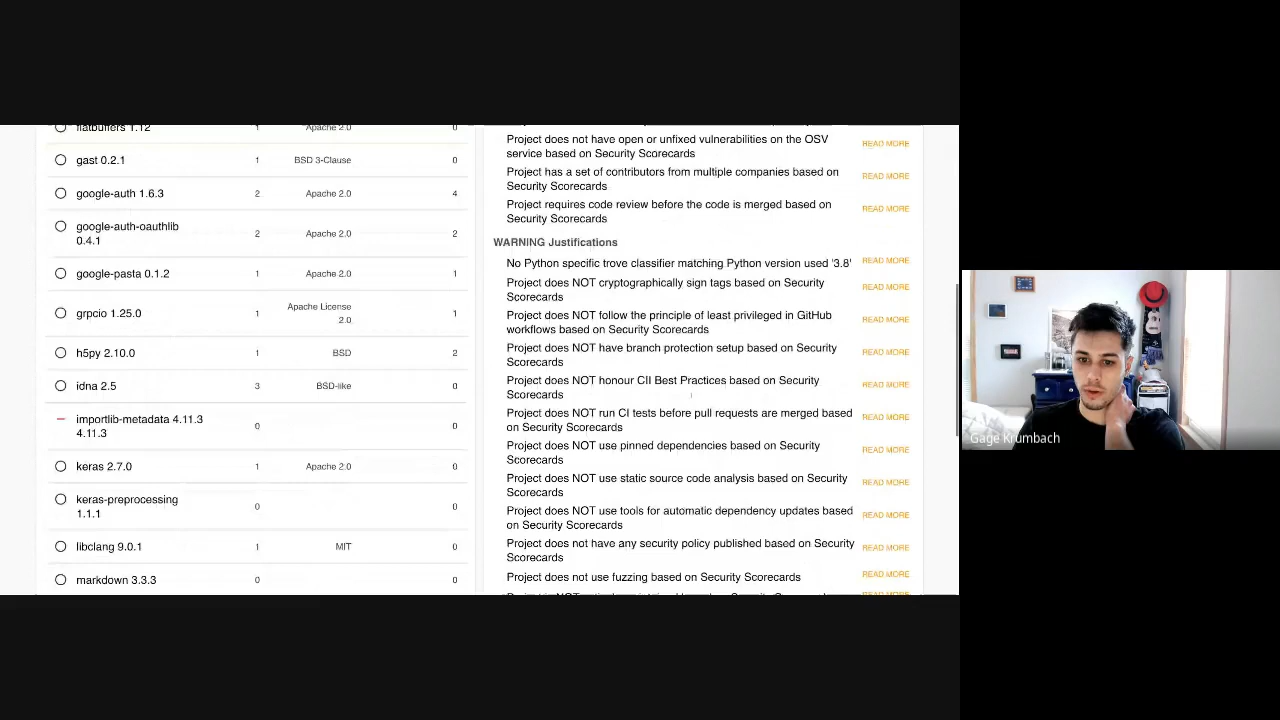 flatbuffers 1.12 1 Apache 2.0 0
gast 0.2.1 1 BSD 3-Clause 0
google-auth 1.6.3 2 Apache 2.0 4
google-auth-oauthlib
0.4.1 2 Apache 2.0 2
google-pasta 0.1.2 1 Apache 2.0 1
grpcio 1.25.0 1 Apache License
2.0 1
h5py 2.10.0 1 BSD 2
idna 2.5 3 BSD-like 0
importlib-metadata 4.11.3
4.11.3 0 0
keras 2.7.0 1 Apache 2.0 0
keras-preprocessing
1.1.1 0 0
libclang 9.0.1 1 MIT 0
markdown 3.3.3 0 0
Project does not have open or unfixed vulnerabilities on the OSV
service based on Security Scorecards
READ MORE
Project has a set of contributors from multiple companies based on
Security Scorecards
READ MORE
Project requires code review before the code is merged based on
Security Scorecards
READ MORE
WARNING Justifications
No Python specific trove classifier matching Python version used '3.8'
READ MORE
Project does NOT cryptographically sign tags based on Security
Scorecards
READ MORE
Project does NOT follow the principle of least privileged in GitHub
workflows based on Security Scorecards
READ MORE
Project does NOT have branch protection setup based on Security
Scorecards
READ MORE
Project does NOT honour CII Best Practices based on Security
Scorecards
READ MORE
Project does NOT run CI tests before pull requests are merged based
on Security Scorecards
READ MORE
Project does NOT use pinned dependencies based on Security
Scorecards
READ MORE
Project does NOT use static source code analysis based on Security
Scorecards
READ MORE
Project does NOT use tools for automatic dependency updates based
on Security Scorecards
READ MORE
Project does not have any security policy published based on Security
Scorecards
READ MORE
Project does not use fuzzing based on Security Scorecards
READ MORE
Gage Krumbach